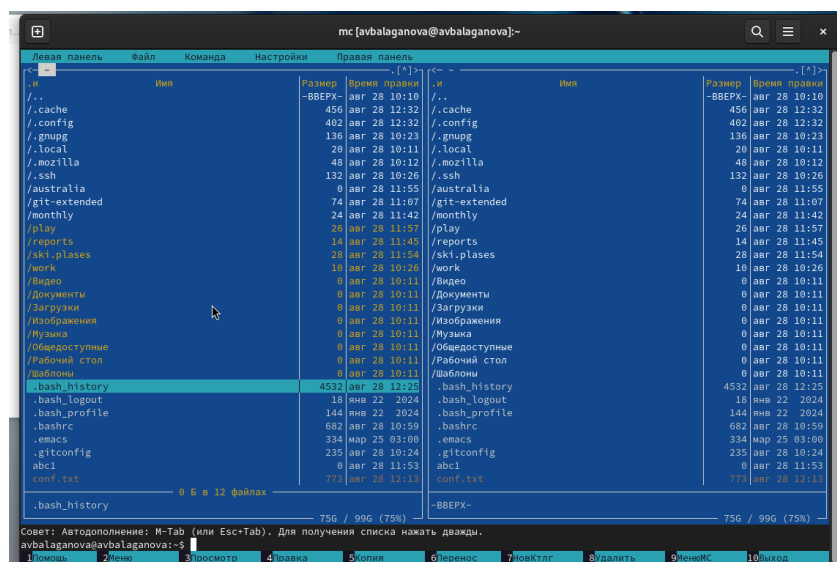 mc [avbalaganova@avbalaganova]:~
Левая панель Файл Команда Настройки Правая панель
<— ~ .[^]> <— ~ .[^]>
.и Имя Размер Время правки .и Имя Размер Время правки
/.. -ВВЕРХ- авг 28 10:10 /.. -ВВЕРХ- авг 28 10:10
/.cache 456 авг 28 12:32 /.cache 456 авг 28 12:32
/.config 402 авг 28 12:32 /.config 402 авг 28 12:32
/.gnupg 136 авг 28 10:23 /.gnupg 136 авг 28 10:23
/.local 20 авг 28 10:11 /.local 20 авг 28 10:11
/.mozilla 48 авг 28 10:12 /.mozilla 48 авг 28 10:12
/.ssh 132 авг 28 10:26 /.ssh 132 авг 28 10:26
/australia 0 авг 28 11:55 /australia 0 авг 28 11:55
/git-extended 74 авг 28 11:07 /git-extended 74 авг 28 11:07
/monthly 24 авг 28 11:42 /monthly 24 авг 28 11:42
/play 26 авг 28 11:57 /play 26 авг 28 11:57
/reports 14 авг 28 11:45 /reports 14 авг 28 11:45
/ski.plases 28 авг 28 11:54 /ski.plases 28 авг 28 11:54
/work 10 авг 28 10:26 /work 10 авг 28 10:26
/Видео 0 авг 28 10:11 /Видео 0 авг 28 10:11
/Документы 0 авг 28 10:11 /Документы 0 авг 28 10:11
/Загрузки 0 авг 28 10:11 /Загрузки 0 авг 28 10:11
/Изображения 0 авг 28 10:11 /Изображения 0 авг 28 10:11
/Музыка 0 авг 28 10:11 /Музыка 0 авг 28 10:11
/Общедоступные 0 авг 28 10:11 /Общедоступные 0 авг 28 10:11
/Рабочий стол 0 авг 28 10:11 /Рабочий стол 0 авг 28 10:11
/Шаблоны 0 авг 28 10:11 /Шаблоны 0 авг 28 10:11
.bash_history 4532 авг 28 12:25 .bash_history 4532 авг 28 12:25
.bash_logout 18 янв 22 2024 .bash_logout 18 янв 22 2024
.bash_profile 144 янв 22 2024 .bash_profile 144 янв 22 2024
.bashrc 682 авг 28 10:59 .bashrc 682 авг 28 10:59
.emacs 334 мар 25 03:00 .emacs 334 мар 25 03:00
.gitconfig 235 авг 28 10:24 .gitconfig 235 авг 28 10:24
abc1 0 авг 28 11:53 abc1 0 авг 28 11:53
conf.txt 773 авг 28 12:13 conf.txt 773 авг 28 12:13
0 Б в 12 файлах
.bash_history -ВВЕРХ-
75G / 99G (75%) 75G / 99G (75%)
Совет: Автодополнение: M-Tab (или Esc+Tab). Для получения списка нажать дважды.
avbalaganova@avbalaganova:~$
1Помощь 2Меню 3Просмотр 4Правка 5Копия 6Перенос 7НовКтлг 8Удалить 9МенюМС 10Выход